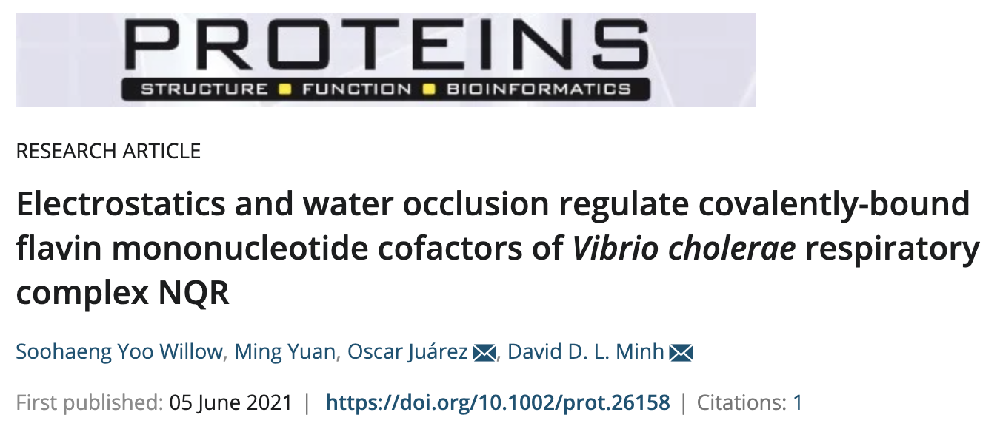 PROTEINS
STRUCTURE ■ FUNCTION ■ BIOINFORMATICS
RESEARCH ARTICLE
Electrostatics and water occlusion regulate covalently-bound
flavin mononucleotide cofactors of Vibrio cholerae respiratory
complex NQR
Soohaeng Yoo Willow, Ming Yuan, Oscar Juárez, David D. L. Minh
First published: 05 June 2021 | https://doi.org/10.1002/prot.26158 | Citations: 1